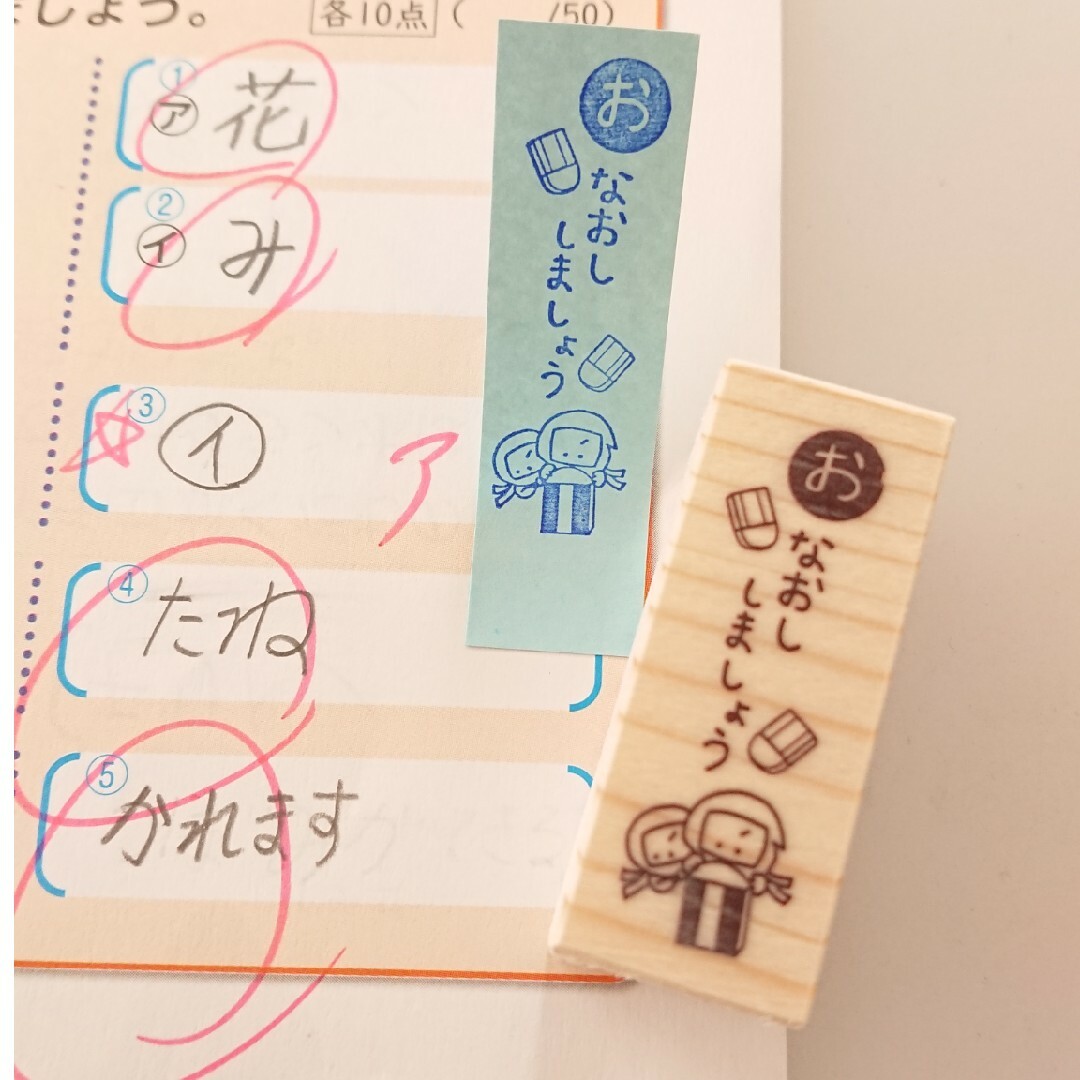 ましょう。
各10点 ( /50)
① ㋐ 花
② ㋑ み
③ ㋑
ア
④ たね
⑤ かれます
お
なおし
しましょう
お
なおし
しましょう